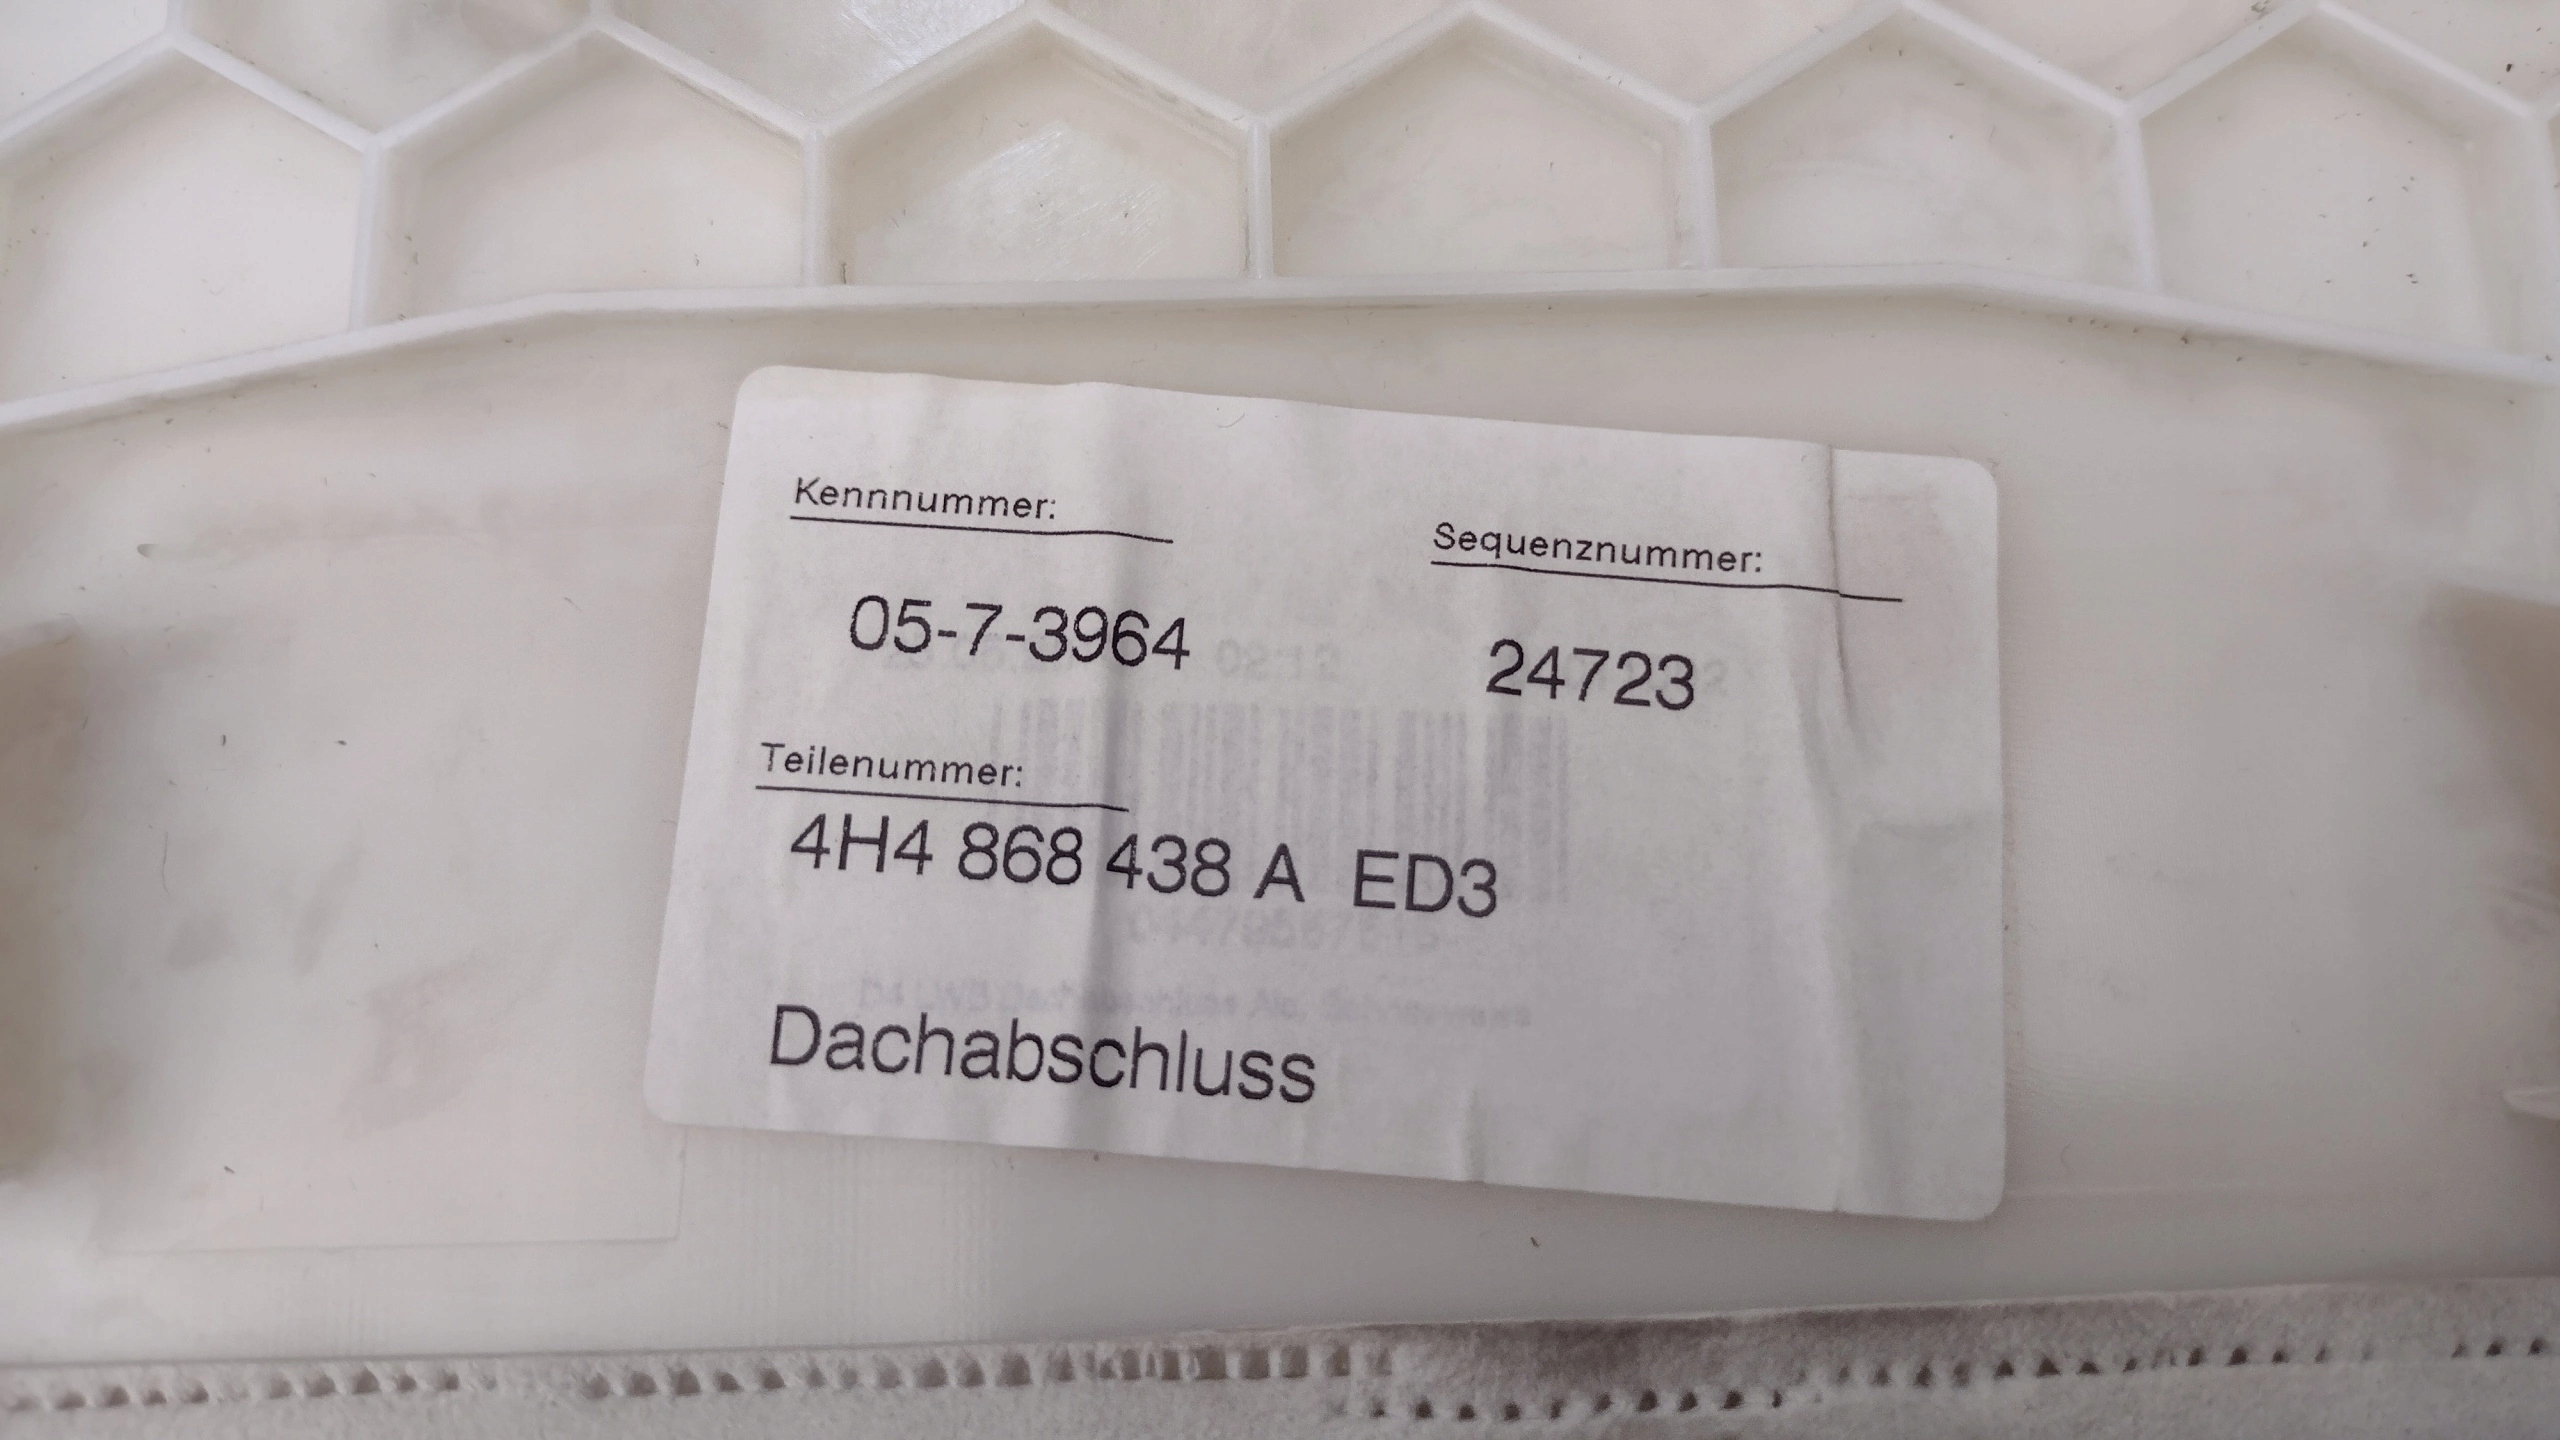 Kennnummer:
Sequenznummer:
05-7-3964
24723
Teilenummer:
4H4 868 438 A ED3
Dachabschluss